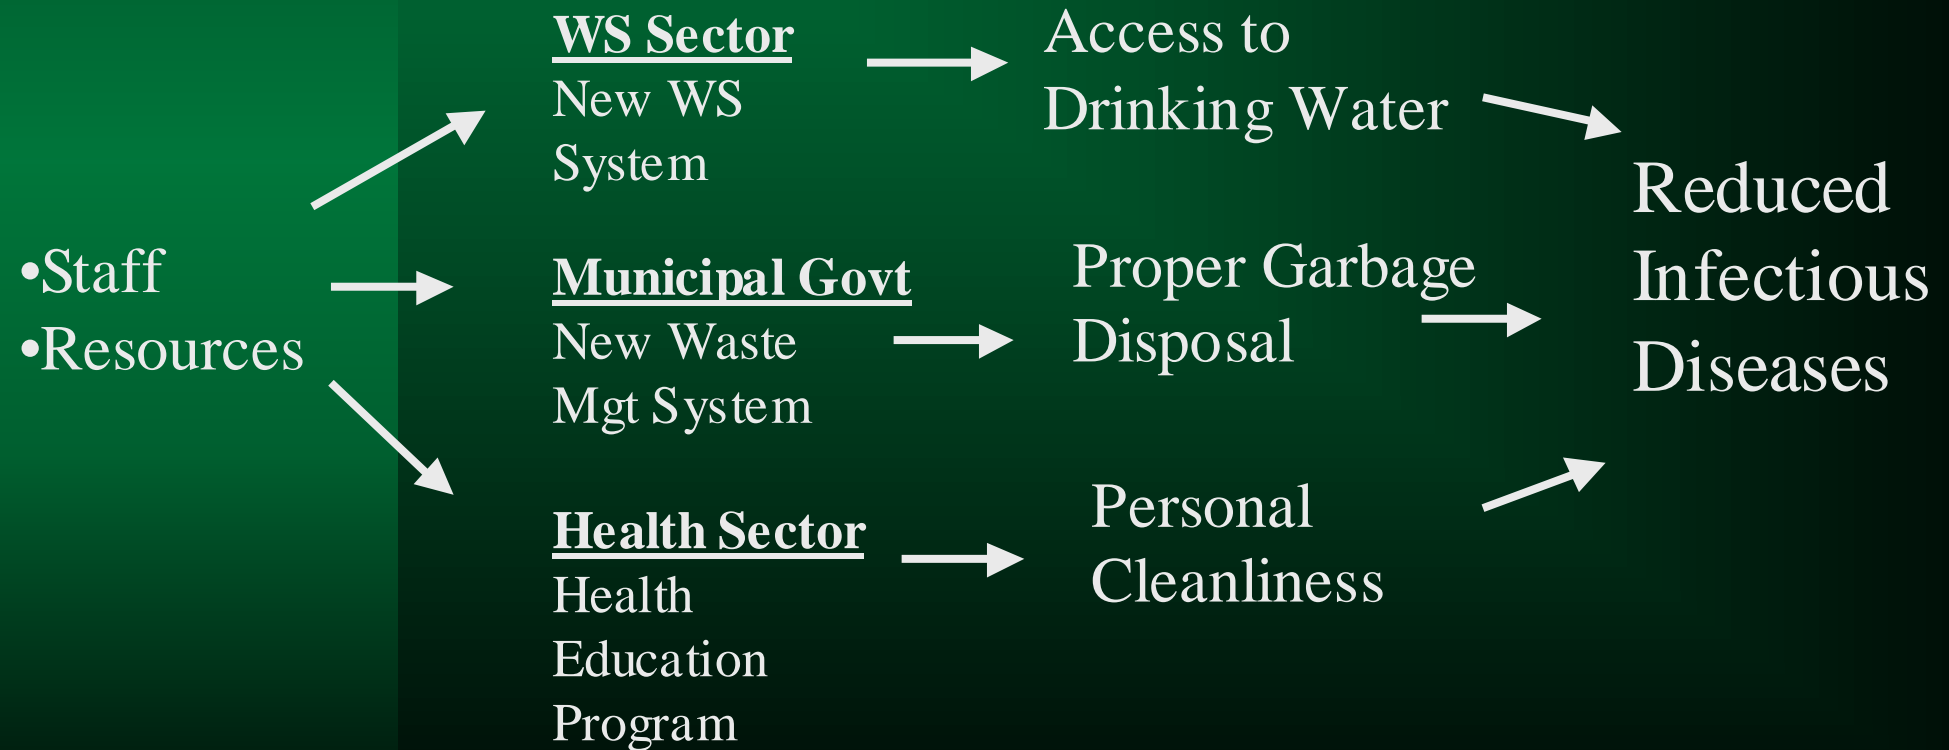 •Staff
•Resources
WS Sector
New WS
System
Municipal Govt
New Waste
Mgt System
Health Sector
Health
Education
Program
Access to
Drinking Water
Proper Garbage
Disposal
Personal
Cleanliness
Reduced
Infectious
Diseases